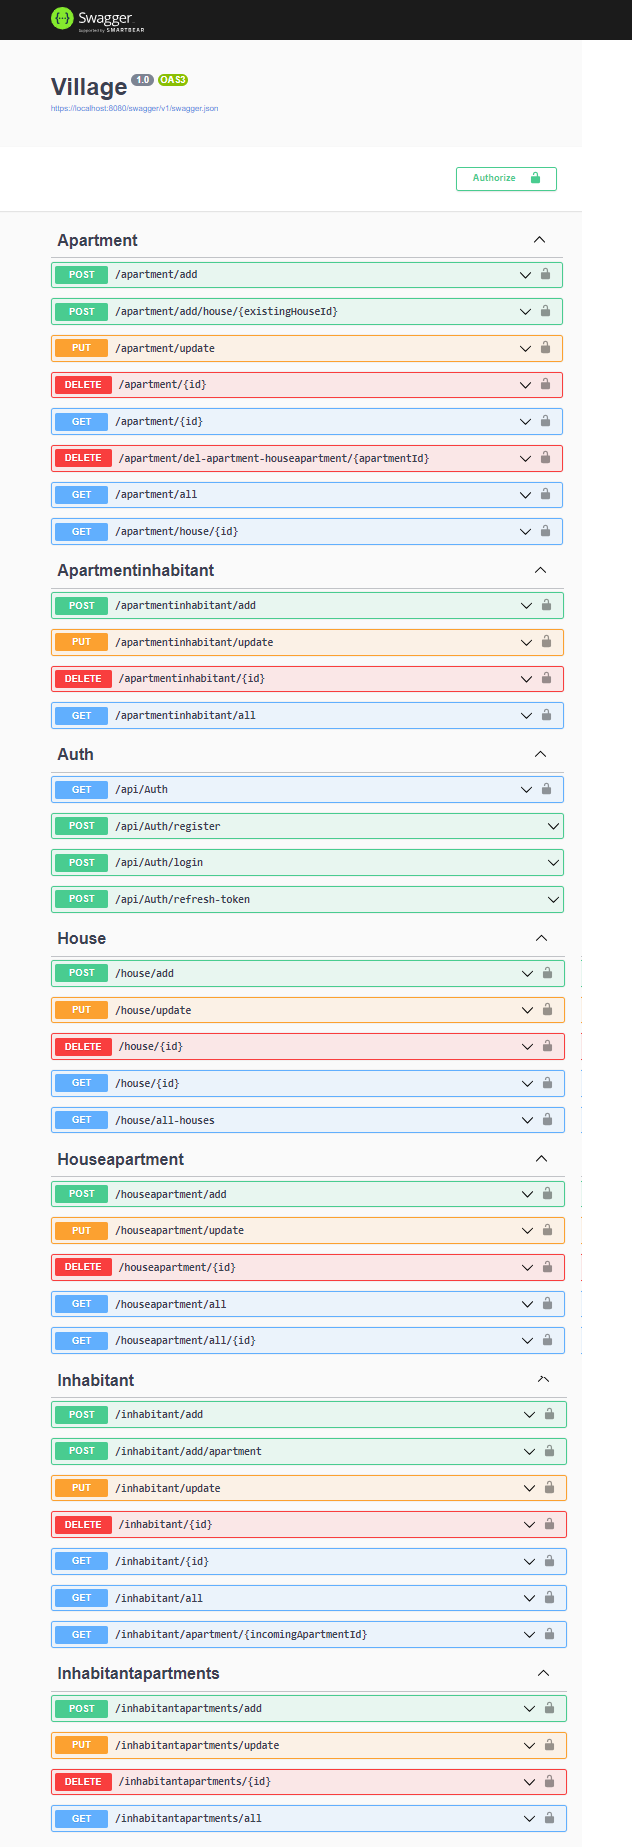 Swagger
Supported by SMARTBEAR
Village 1.0 OAS3
https://localhost:8080/swagger/v1/swagger.json
Authorize
Apartment
POST /apartment/add
POST /apartment/add/house/{existingHouseId}
PUT /apartment/update
DELETE /apartment/{id}
GET /apartment/{id}
DELETE /apartment/del-apartment-houseapartment/{apartmentId}
GET /apartment/all
GET /apartment/house/{id}
Apartmentinhabitant
POST /apartmentinhabitant/add
PUT /apartmentinhabitant/update
DELETE /apartmentinhabitant/{id}
GET /apartmentinhabitant/all
Auth
GET /api/Auth
POST /api/Auth/register
POST /api/Auth/login
POST /api/Auth/refresh-token
House
POST /house/add
PUT /house/update
DELETE /house/{id}
GET /house/{id}
GET /house/all-houses
Houseapartment
POST /houseapartment/add
PUT /houseapartment/update
DELETE /houseapartment/{id}
GET /houseapartment/all
GET /houseapartment/all/{id}
Inhabitant
POST /inhabitant/add
POST /inhabitant/add/apartment
PUT /inhabitant/update
DELETE /inhabitant/{id}
GET /inhabitant/{id}
GET /inhabitant/all
GET /inhabitant/apartment/{incomingApartmentId}
Inhabitantapartments
POST /inhabitantapartments/add
PUT /inhabitantapartments/update
DELETE /inhabitantapartments/{id}
GET /inhabitantapartments/all